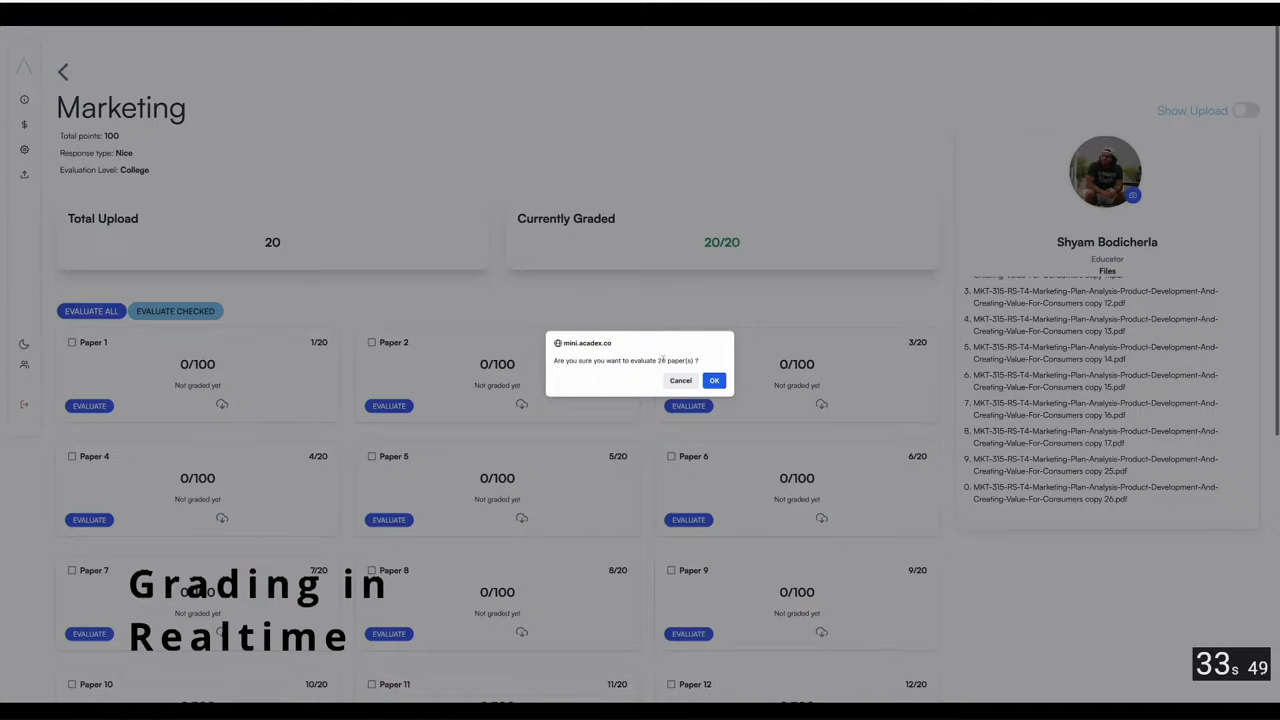 Marketing
Show Upload
Total points: 100
Response type: Nice
Evaluation Level: College
Total Upload
20
Currently Graded
20/20
Shyam Bodicherla
Educator
Files
3. MKT-315-RS-T4-Marketing-Plan-Analysis-Product-Development-And-
Creating-Value-For-Consumers copy 12.pdf
4. MKT-315-RS-T4-Marketing-Plan-Analysis-Product-Development-And-
Creating-Value-For-Consumers copy 13.pdf
5. MKT-315-RS-T4-Marketing-Plan-Analysis-Product-Development-And-
Creating-Value-For-Consumers copy 14.pdf
6. MKT-315-RS-T4-Marketing-Plan-Analysis-Product-Development-And-
Creating-Value-For-Consumers copy 15.pdf
7. MKT-315-RS-T4-Marketing-Plan-Analysis-Product-Development-And-
Creating-Value-For-Consumers copy 16.pdf
8. MKT-315-RS-T4-Marketing-Plan-Analysis-Product-Development-And-
Creating-Value-For-Consumers copy 17.pdf
9. MKT-315-RS-T4-Marketing-Plan-Analysis-Product-Development-And-
Creating-Value-For-Consumers copy 25.pdf
0. MKT-315-RS-T4-Marketing-Plan-Analysis-Product-Development-And-
Creating-Value-For-Consumers copy 26.pdf
EVALUATE ALL EVALUATE CHECKED
mini.acadex.co
Are you sure you want to evaluate paper(s) ?
Cancel OK
Paper 1 1/20
0/100
Not graded yet
EVALUATE
Paper 2
0/100
Not graded yet
EVALUATE
3/20
0/100
Not graded yet
EVALUATE
Paper 4 4/20
0/100
Not graded yet
EVALUATE
Paper 5 5/20
0/100
Not graded yet
EVALUATE
Paper 6 6/20
0/100
Not graded yet
EVALUATE
Paper 7 7/20
Not graded yet
EVALUATE
Paper 8 8/20
0/100
Not graded yet
EVALUATE
Paper 9 9/20
0/100
Not graded yet
EVALUATE
Paper 10 10/20
Paper 11 11/20
Paper 12 12/20
Grading in
Realtime
33s 49